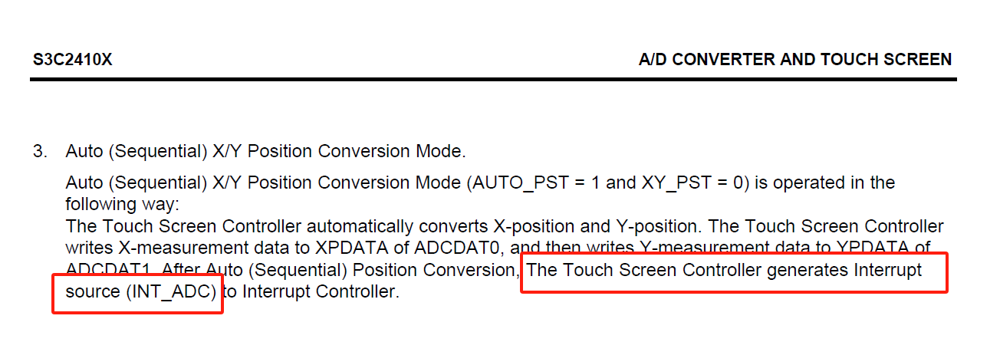 S3C2410X A/D CONVERTER AND TOUCH SCREEN
3. Auto (Sequential) X/Y Position Conversion Mode.
Auto (Sequential) X/Y Position Conversion Mode (AUTO_PST = 1 and XY_PST = 0) is operated in the
following way:
The Touch Screen Controller automatically converts X-position and Y-position. The Touch Screen Controller
writes X-measurement data to XPDATA of ADCDAT0, and then writes Y-measurement data to YPDATA of
ADCDAT1. After Auto (Sequential) Position Conversion, The Touch Screen Controller generates Interrupt
source (INT_ADC) to Interrupt Controller.